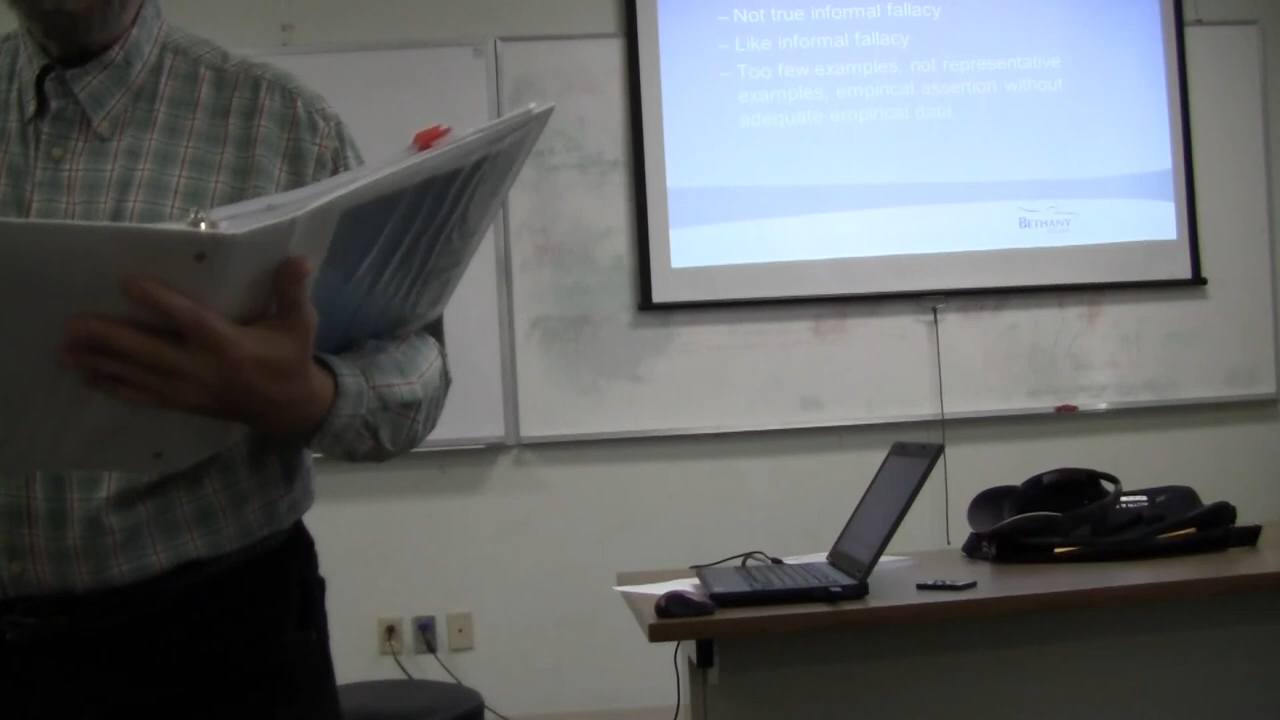 – Not true informal fallacy
– Like informal fallacy
– Too few examples, not representative
examples, empirical assertion without
adequate empirical data
BETHANY